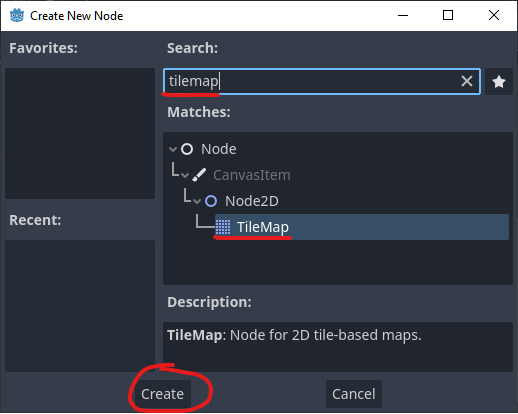 Create New Node
Favorites:
Search:
tilemap
Matches:
Node
CanvasItem
Node2D
TileMap
Recent:
Description:
TileMap: Node for 2D tile-based maps.
Create
Cancel